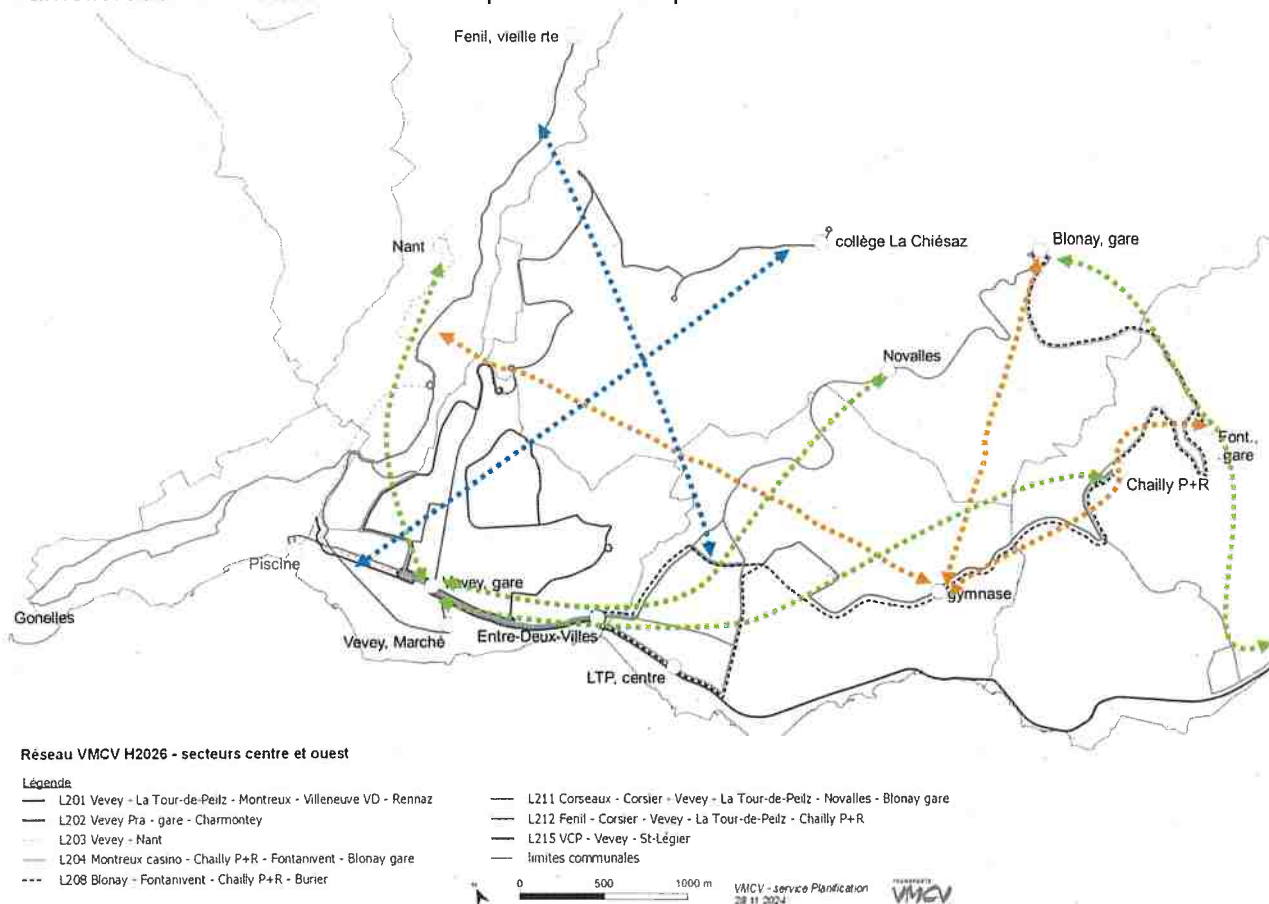 Fenil, vieille rte
Nant
collège La Chiésaz
Blonay, gare
Novalles
Font.,
gare
Chailly P+R
Piscine
Vevey, gare
gymnase
Gonelles
Vevey, Marché
Entre-Deux-Villes
LTP, centre
Réseau VMCV H2026 - secteurs centre et ouest
Légende
L201 Vevey - La Tour-de-Peilz - Montreux - Villeneuve VD - Rennaz
L202 Vevey Pra - gare - Charmontey
L203 Vevey - Nant
L204 Montreux casino - Chailly P+R - Fontanivent - Blonay gare
L208 Blonay - Fontanivent - Chailly P+R - Burier
L211 Corseaux - Corsier - Vevey - La Tour-de-Peilz - Novalles - Blonay gare
L212 Fenil - Corsier - Vevey - La Tour-de-Peilz - Chailly P+R
L215 VCP - Vevey - St-Légier
limites communales
0 500 1000 m
VMCV - service Planification
28 11 2024
TRANSPORTS
VMCV